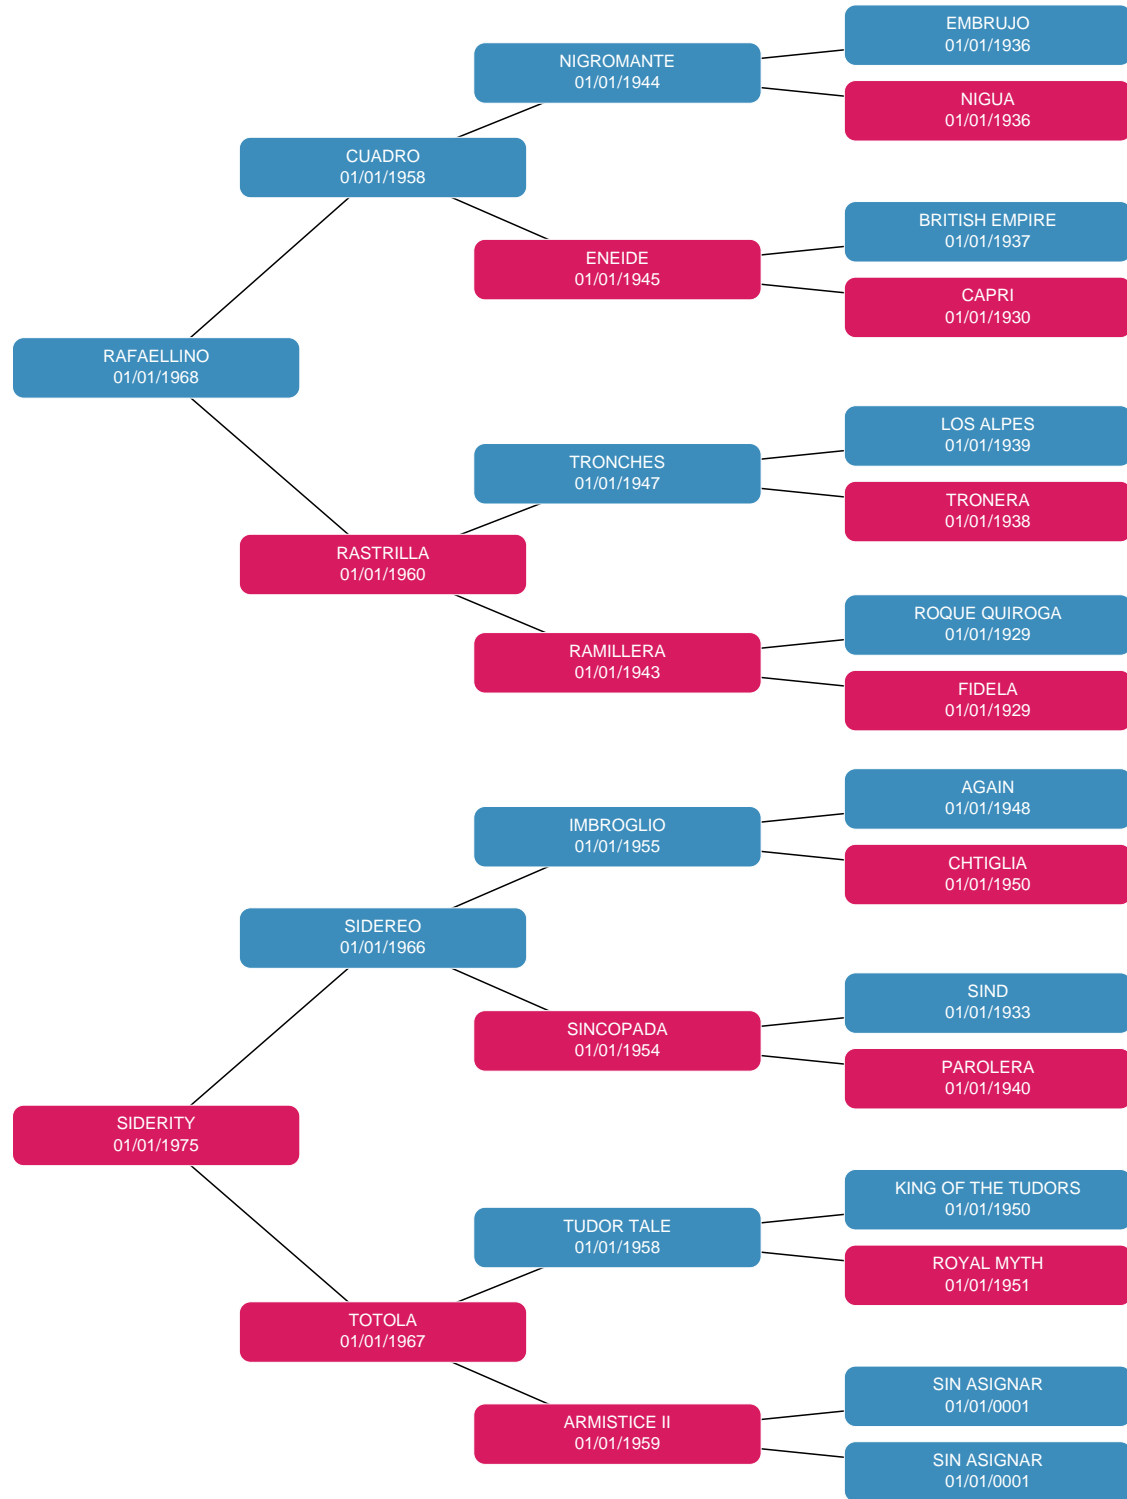 EMBRUJO
01/01/1936
NIGROMANTE
01/01/1944
NIGUA
01/01/1936
CUADRO
01/01/1958
BRITISH EMPIRE
01/01/1937
ENEIDE
01/01/1945
CAPRI
01/01/1930
RAFAELLINO
01/01/1968
LOS ALPES
01/01/1939
TRONCHES
01/01/1947
TRONERA
01/01/1938
RASTRILLA
01/01/1960
ROQUE QUIROGA
01/01/1929
RAMILLERA
01/01/1943
FIDELA
01/01/1929
AGAIN
01/01/1948
IMBROGLIO
01/01/1955
CHTIGLIA
01/01/1950
SIDEREO
01/01/1966
SIND
01/01/1933
SINCOPADA
01/01/1954
PAROLERA
01/01/1940
SIDERITY
01/01/1975
KING OF THE TUDORS
01/01/1950
TUDOR TALE
01/01/1958
ROYAL MYTH
01/01/1951
TOTOLA
01/01/1967
SIN ASIGNAR
01/01/0001
ARMISTICE II
01/01/1959
SIN ASIGNAR
01/01/0001